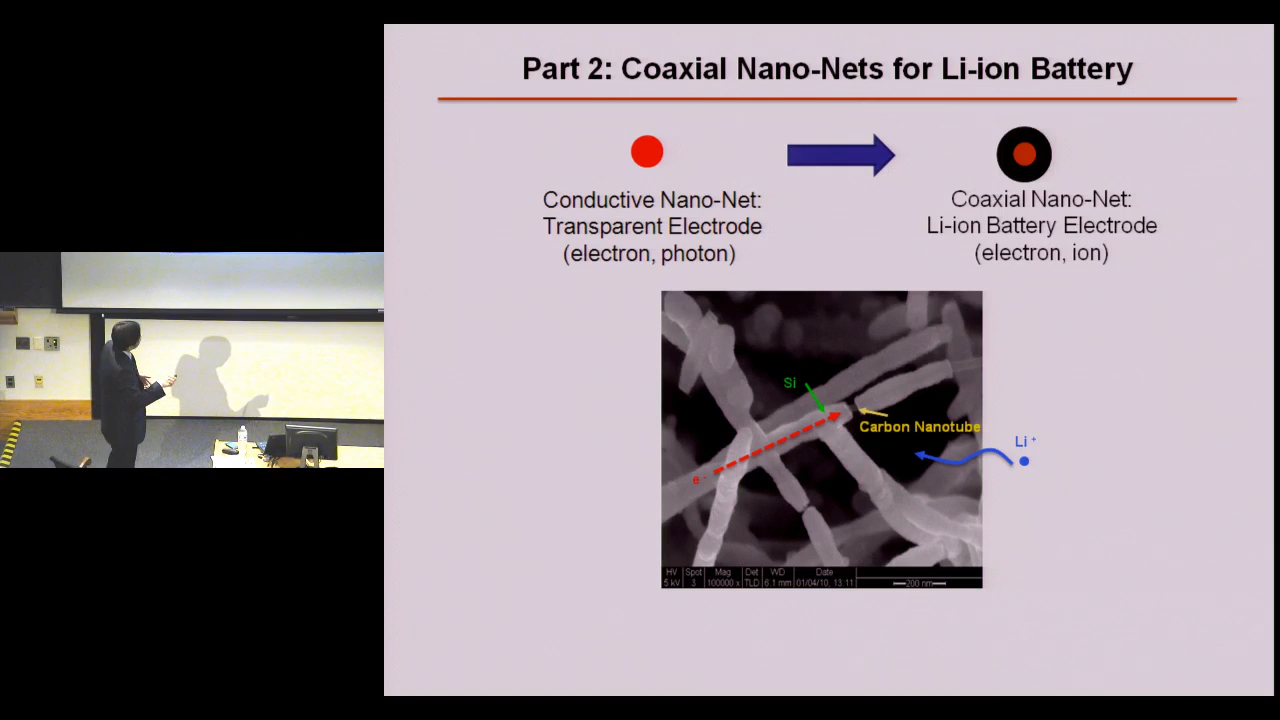 Part 2: Coaxial Nano-Nets for Li-ion Battery
Conductive Nano-Net:
Transparent Electrode
(electron, photon)
Coaxial Nano-Net:
Li-ion Battery Electrode
(electron, ion)
Si
Carbon Nanotube
Li +
e -
HV Spot Mag Det WD Date
5 kV 3 100000 x TLD 6.1 mm 01/04/10, 13:11 200 nm